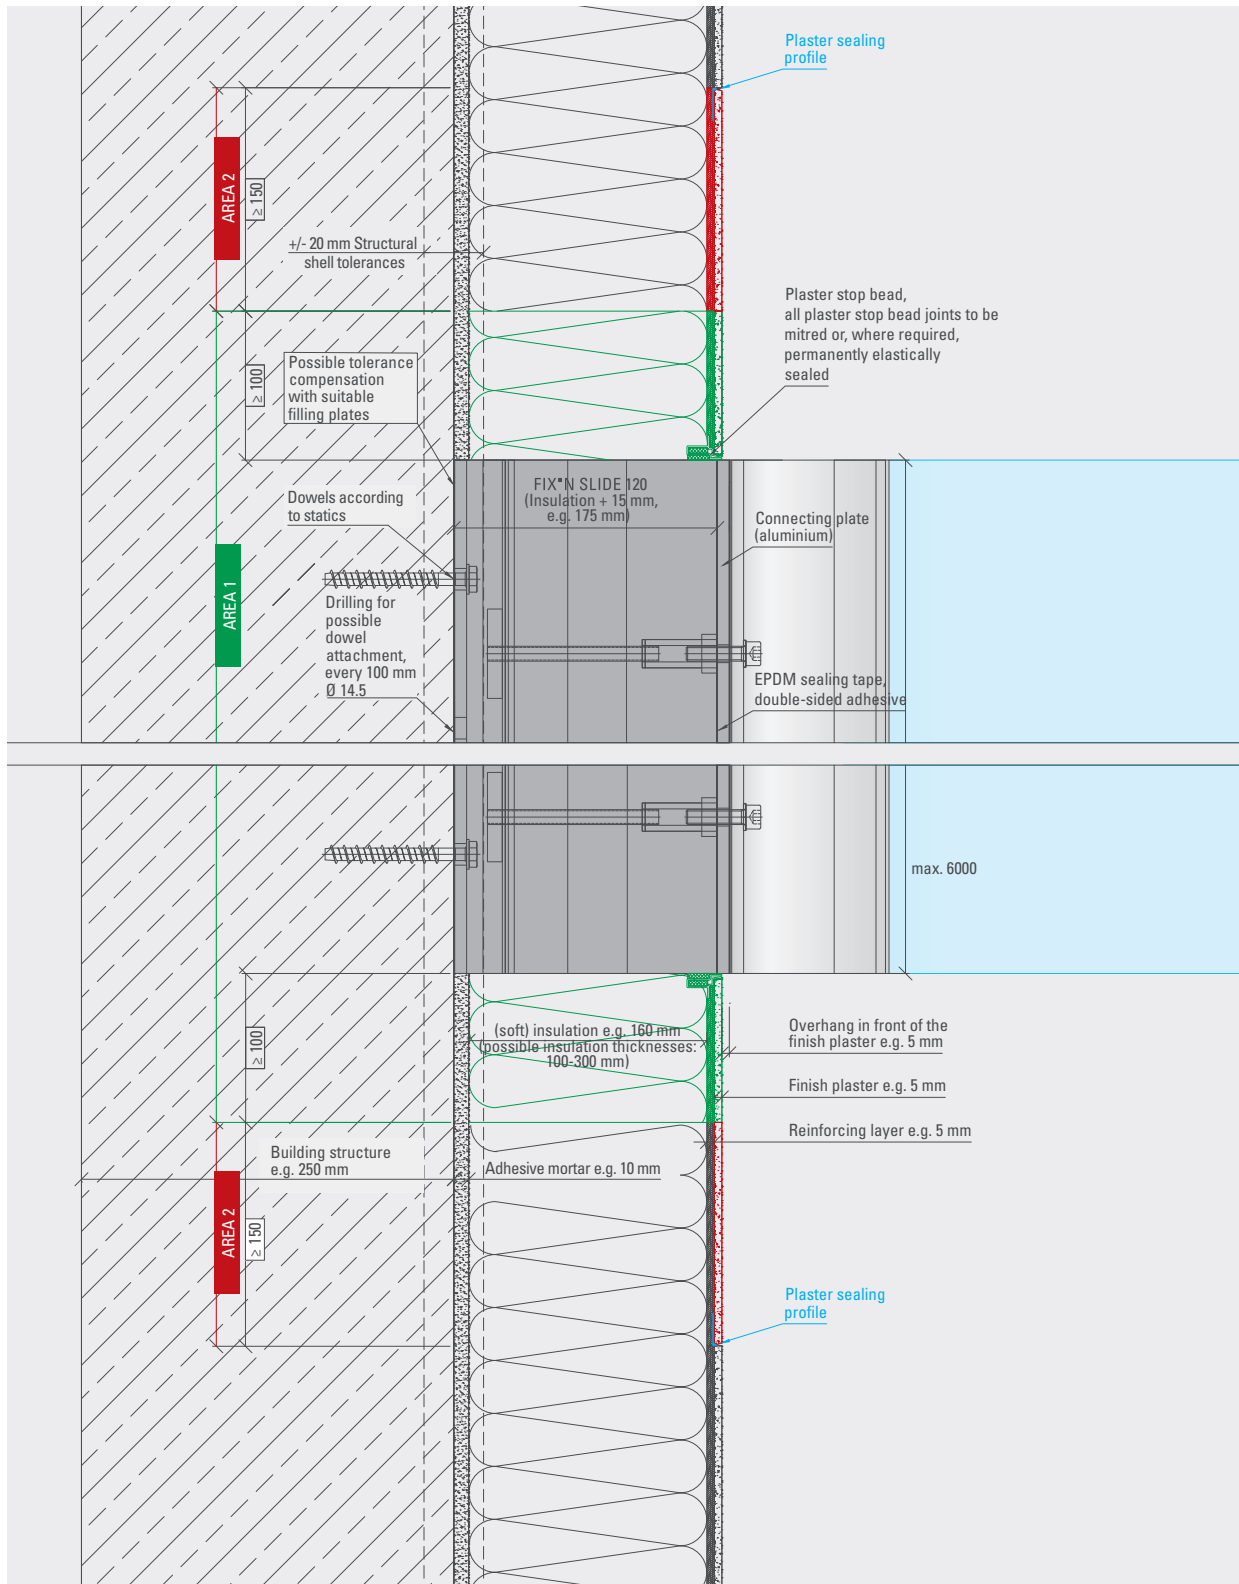 Plaster sealing
profile
AREA 2
≥ 150
+/- 20 mm Structural
shell tolerances
Plaster stop bead,
all plaster stop bead joints to be
mitred or, where required,
permanently elastically
sealed
Possible tolerance
compensation
with suitable
filling plates
≥ 100
FIX"N SLIDE 120
(Insulation + 15 mm,
e.g. 175 mm)
Dowels according
to statics
Connecting plate
(aluminium)
AREA 1
Drilling for
possible
dowel
attachment,
every 100 mm
Ø 14.5
EPDM sealing tape,
double-sided adhesive
max. 6000
(soft) insulation e.g. 160 mm
(possible insulation thicknesses:
100-300 mm)
Overhang in front of the
finish plaster e.g. 5 mm
≥ 100
Finish plaster e.g. 5 mm
Reinforcing layer e.g. 5 mm
Building structure
e.g. 250 mm
Adhesive mortar e.g. 10 mm
AREA 2
≥ 150
Plaster sealing
profile